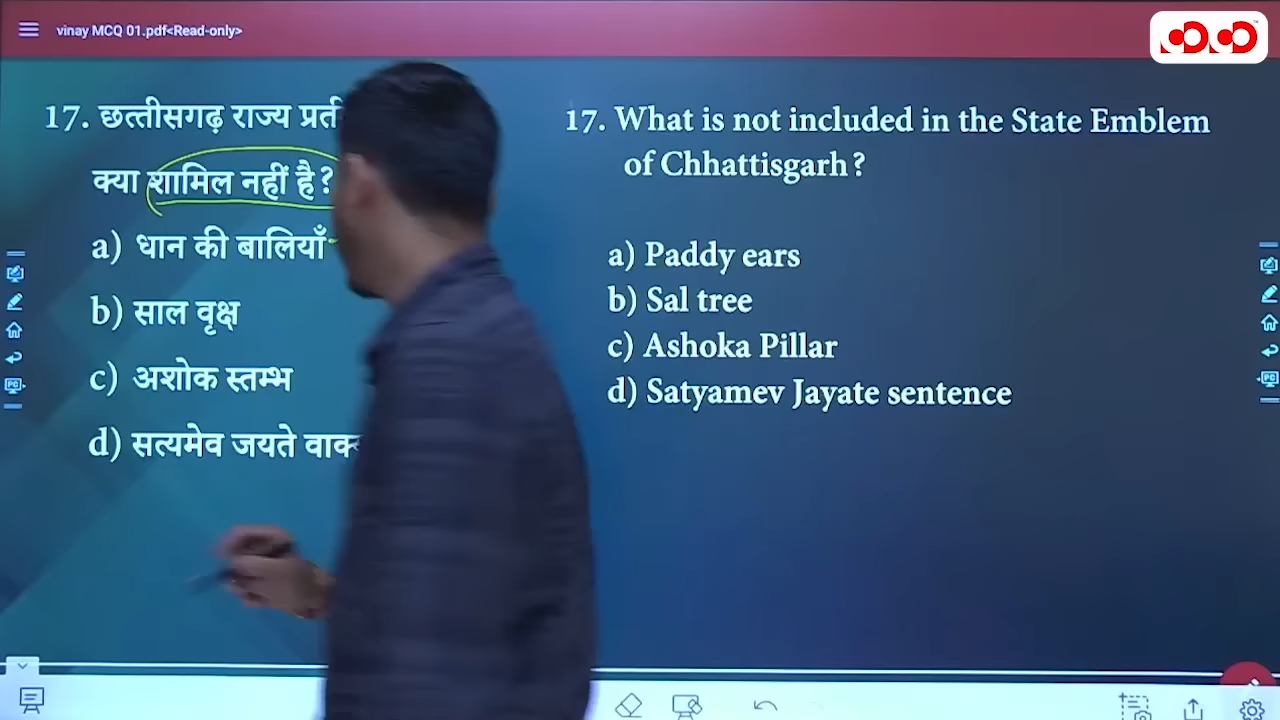 vinay MCQ 01.pdf<Read-only>
17. छत्तीसगढ़ राज्य
क्या शामिल नहीं है?
a) धान की बालियाँ
b) साल वृक्ष
c) अशोक स्तम्भ
d) सत्यमेव जयते
17. What is not included in the State Emblem
of Chhattisgarh?
a) Paddy ears
b) Sal tree
c) Ashoka Pillar
d) Satyamev Jayate sentence